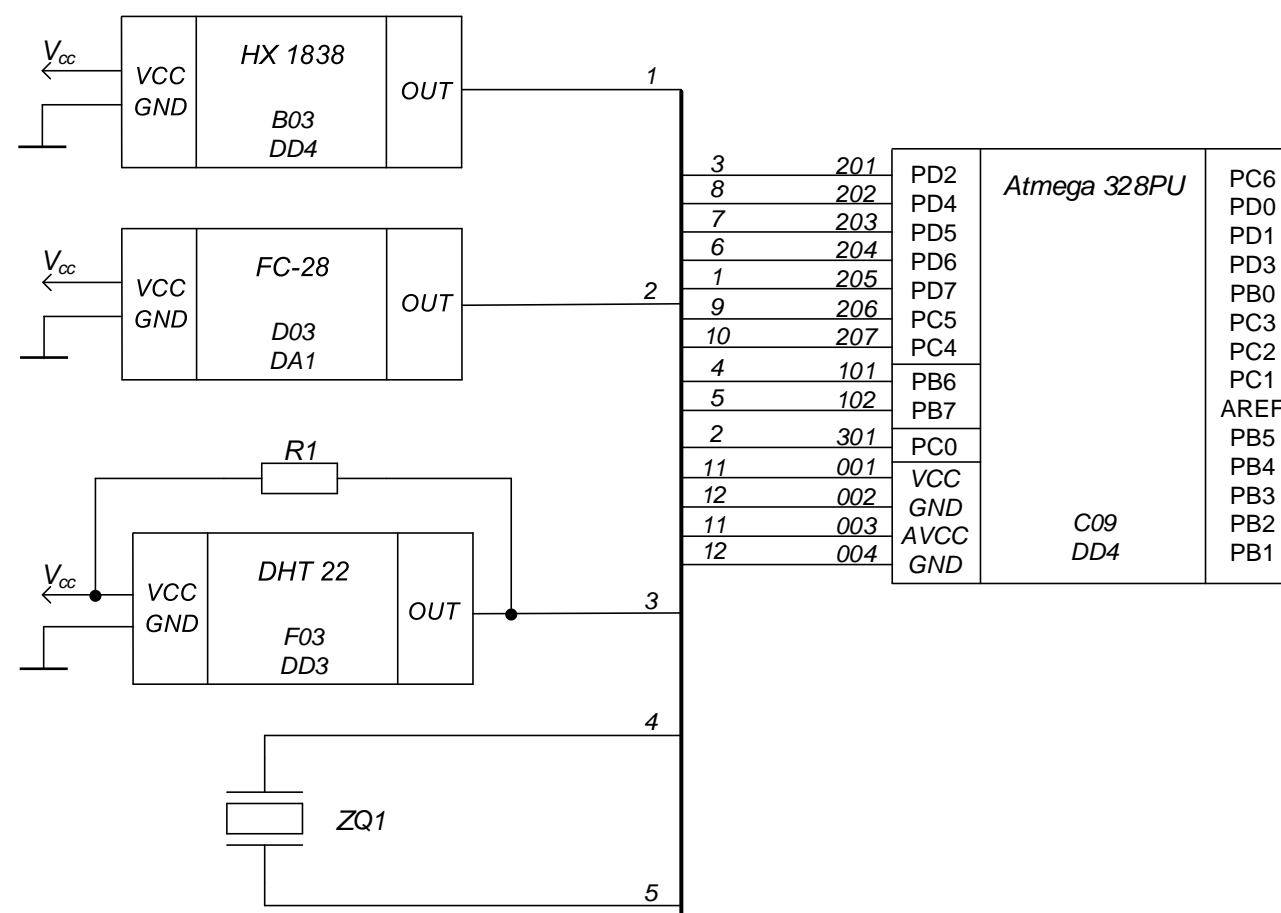 Vcc
VCC
GND
HX 1838
B03
DD4
OUT
1
Vcc
VCC
GND
FC-28
D03
DA1
OUT
2
R1
Vcc
VCC
GND
DHT 22
F03
DD3
OUT
3
4
ZQ1
5
3 201 PD2
8 202 PD4
7 203 PD5
6 204 PD6
1 205 PD7
9 206 PC5
10 207 PC4
4 101 PB6
5 102 PB7
2 301 PC0
11 001 VCC
12 002 GND
11 003 AVCC
12 004 GND
Atmega 328PU
C09
DD4
PC6
PD0
PD1
PD3
PB0
PC3
PC2
PC1
AREF
PB5
PB4
PB3
PB2
PB1